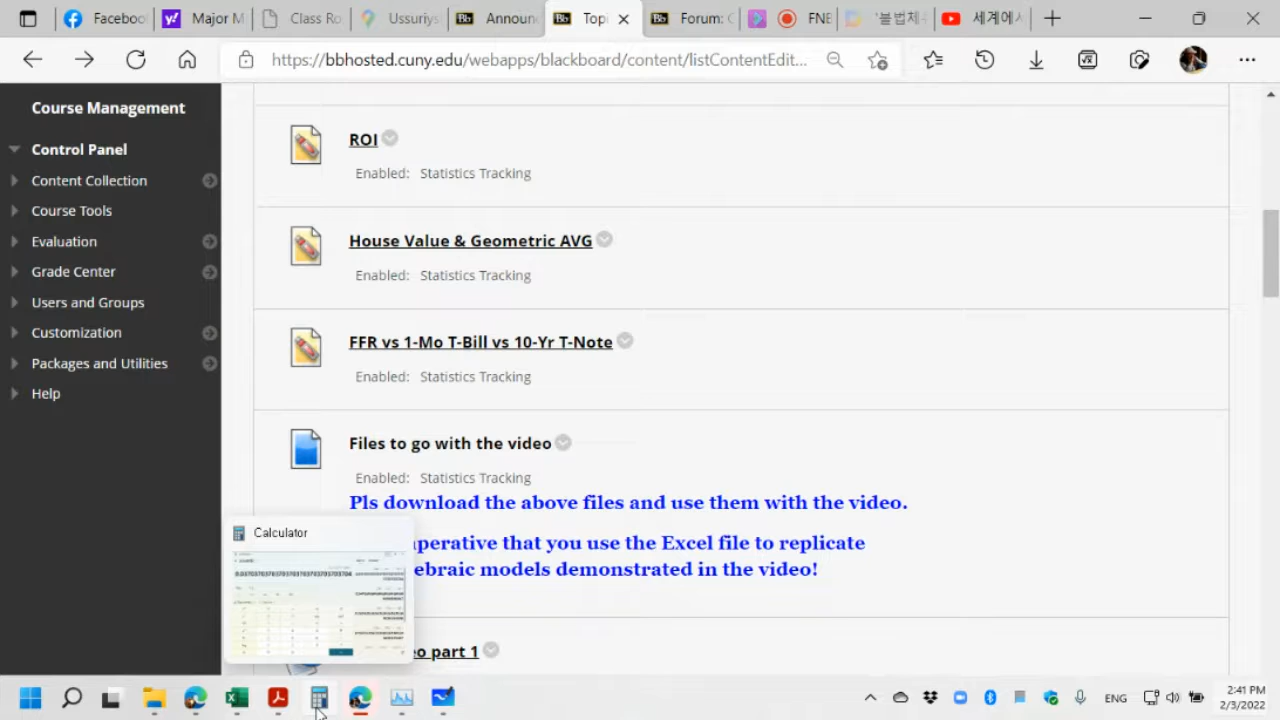 Facebo
Major M
Class Ro
Ussuriys
Announ
Topi
Forum: C
FNE
'불법체
세계에서
https://bbhosted.cuny.edu/webapps/blackboard/content/listContentEdit...
Course Management
Control Panel
Content Collection
Course Tools
Evaluation
Grade Center
Users and Groups
Customization
Packages and Utilities
Help
ROI
Enabled: Statistics Tracking
House Value & Geometric AVG
Enabled: Statistics Tracking
FFR vs 1-Mo T-Bill vs 10-Yr T-Note
Enabled: Statistics Tracking
Files to go with the video
Enabled: Statistics Tracking
Pls download the above files and use them with the video.
perative that you use the Excel file to replicate
ebraic models demonstrated in the video!
Calculator
eo part 1
ENG
2:41 PM
2/3/2022